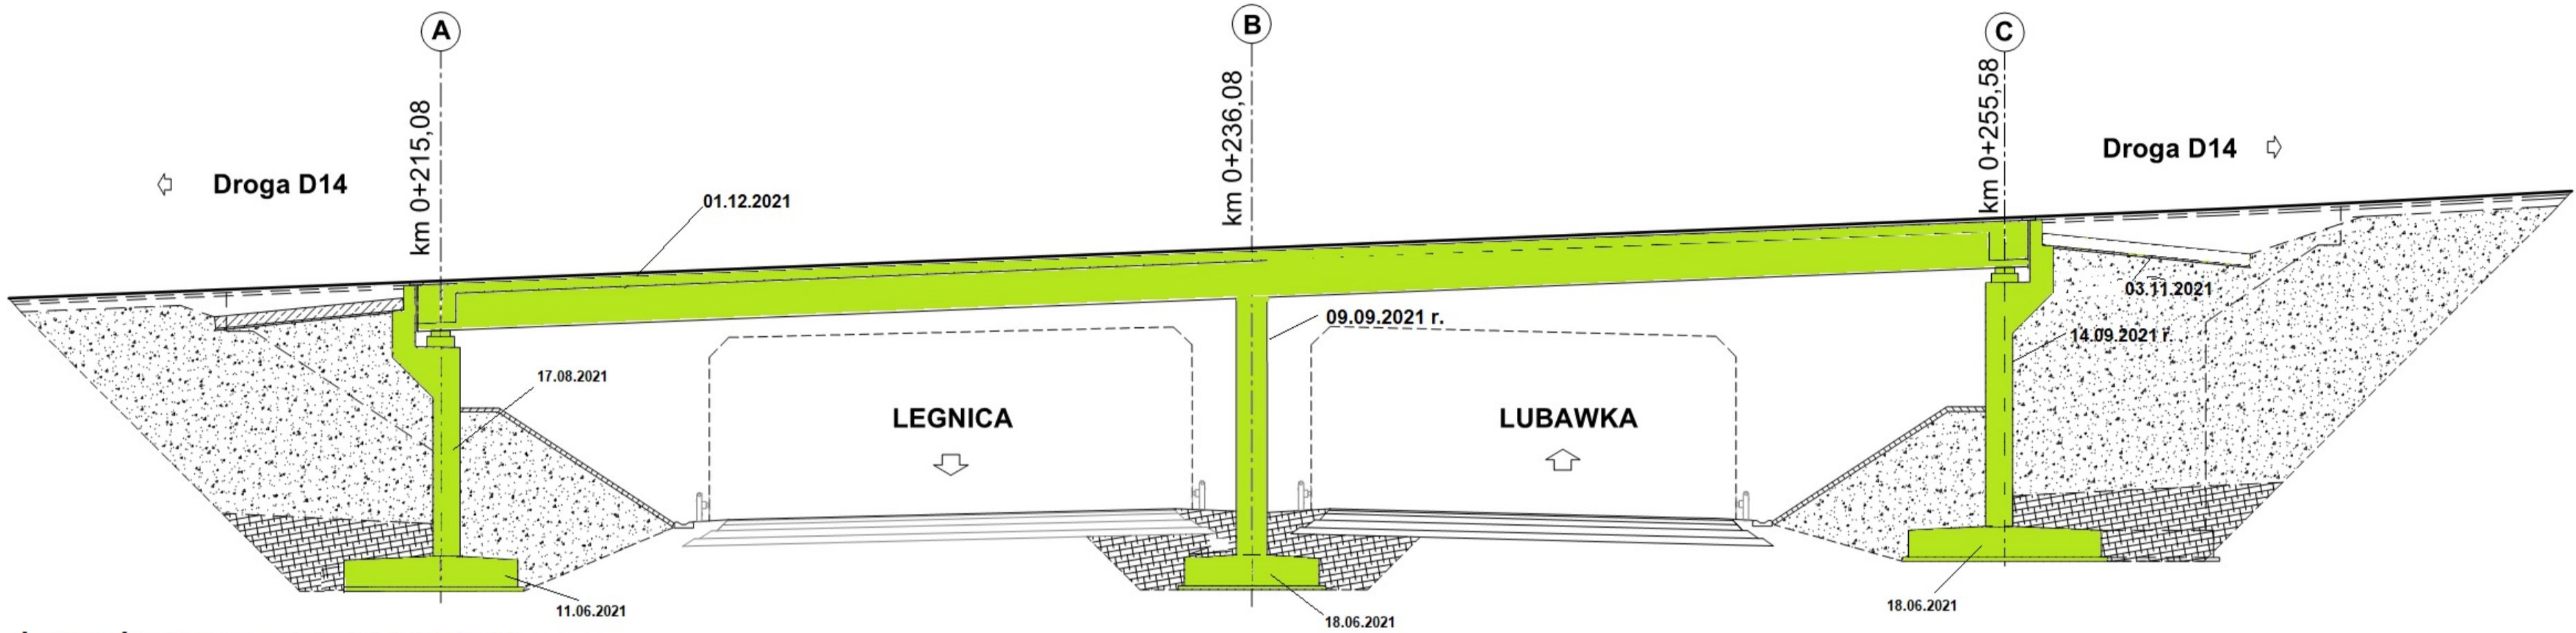 A
B
C
km 0+215,08
km 0+236,08
km 0+255,58
Droga D14
Droga D14
01.12.2021
03.11.2021
09.09.2021 r.
14.09.2021 r.
17.08.2021
LEGNICA
LUBAWKA
11.06.2021
18.06.2021
18.06.2021